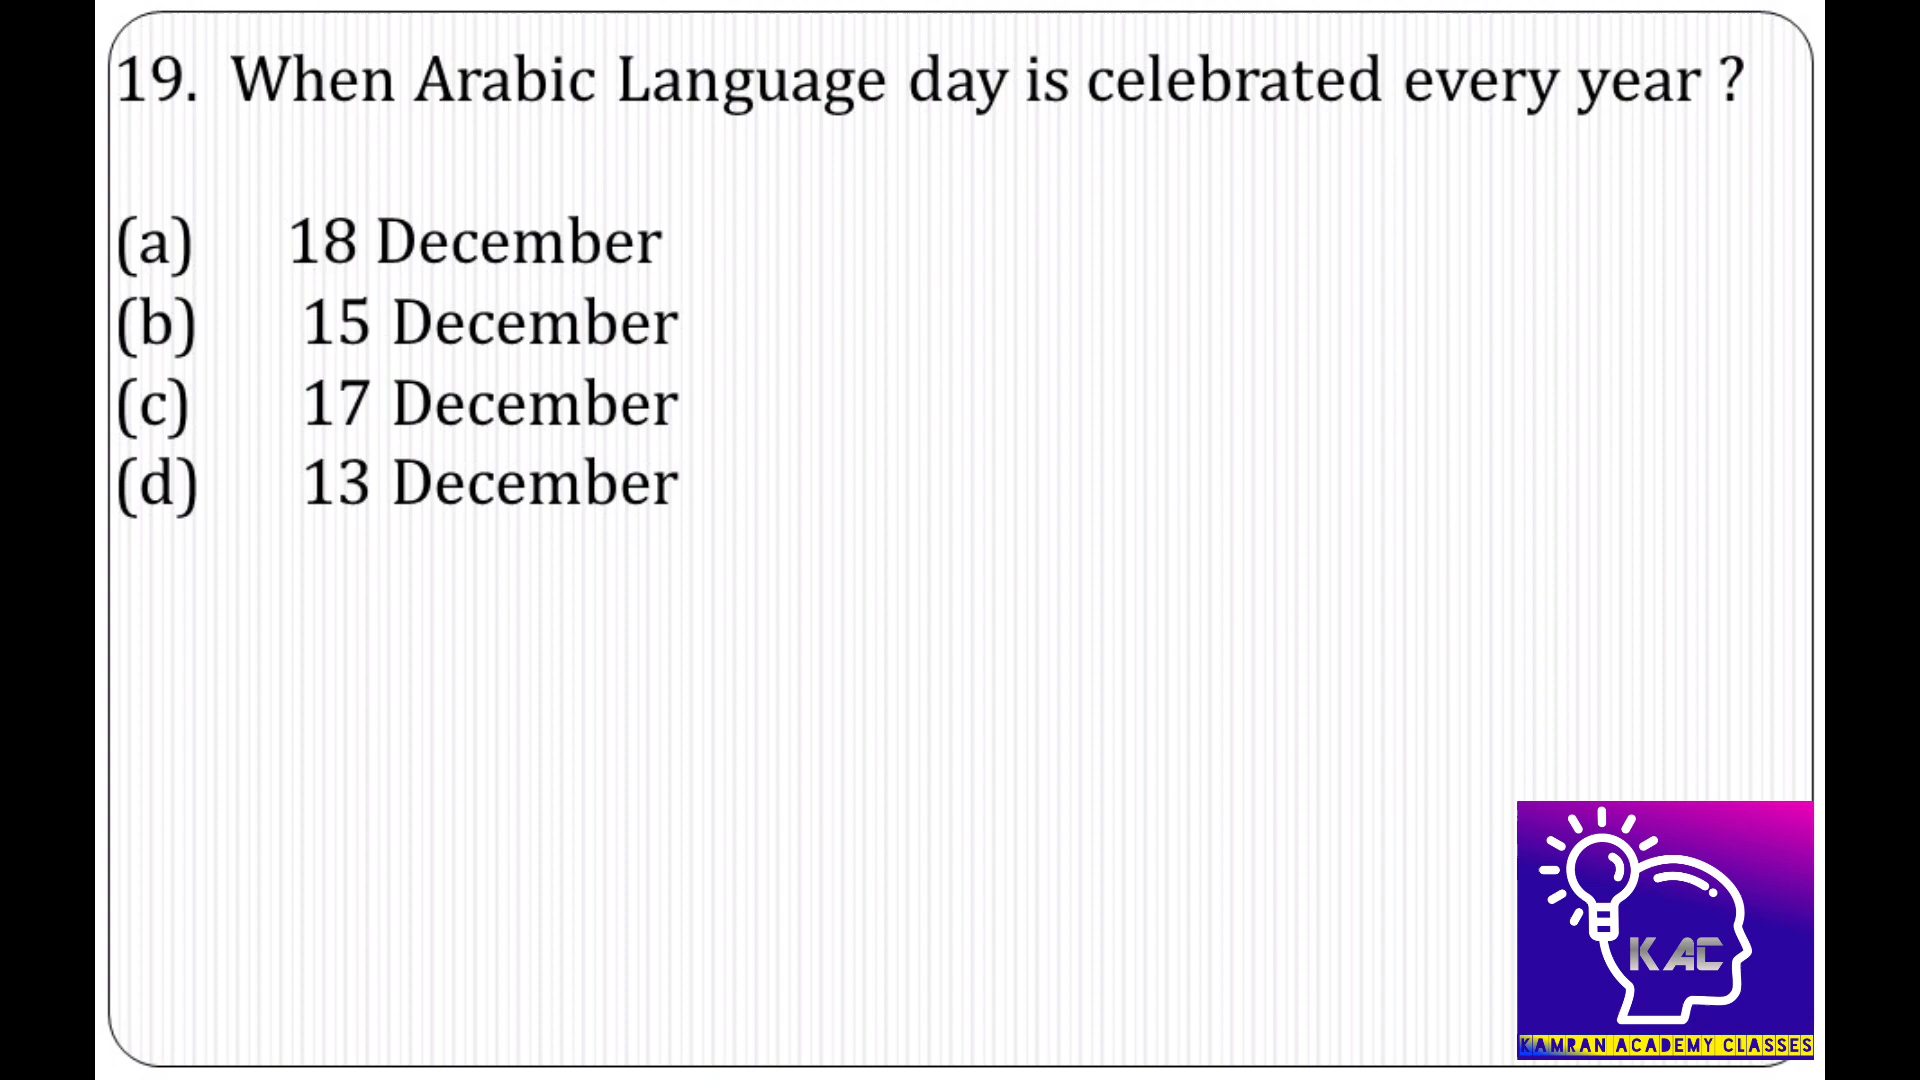 19. When Arabic Language day is celebrated every year ?
(a) 18 December
(b) 15 December
(c) 17 December
(d) 13 December
KAC
KAMRAN ACADEMY CLASSES